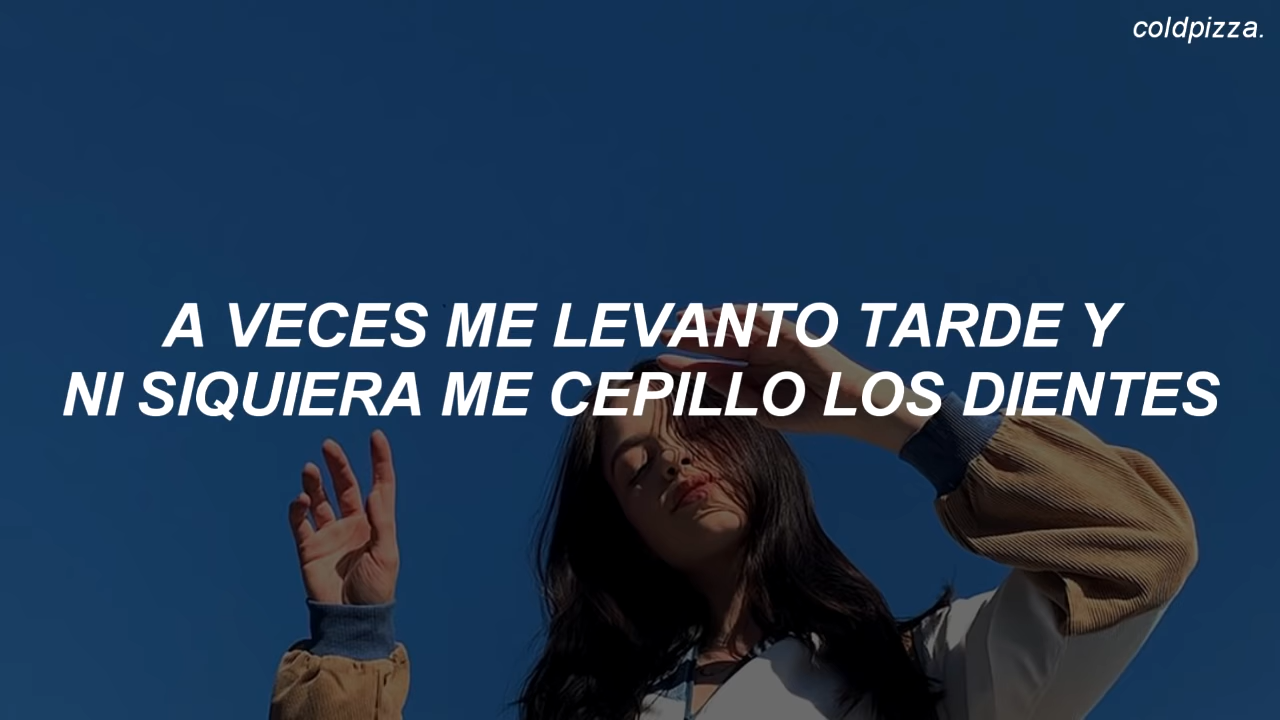 coldpizza.
A VECES ME LEVANTO TARDE Y
NI SIQUIERA ME CEPILLO LOS DIENTES